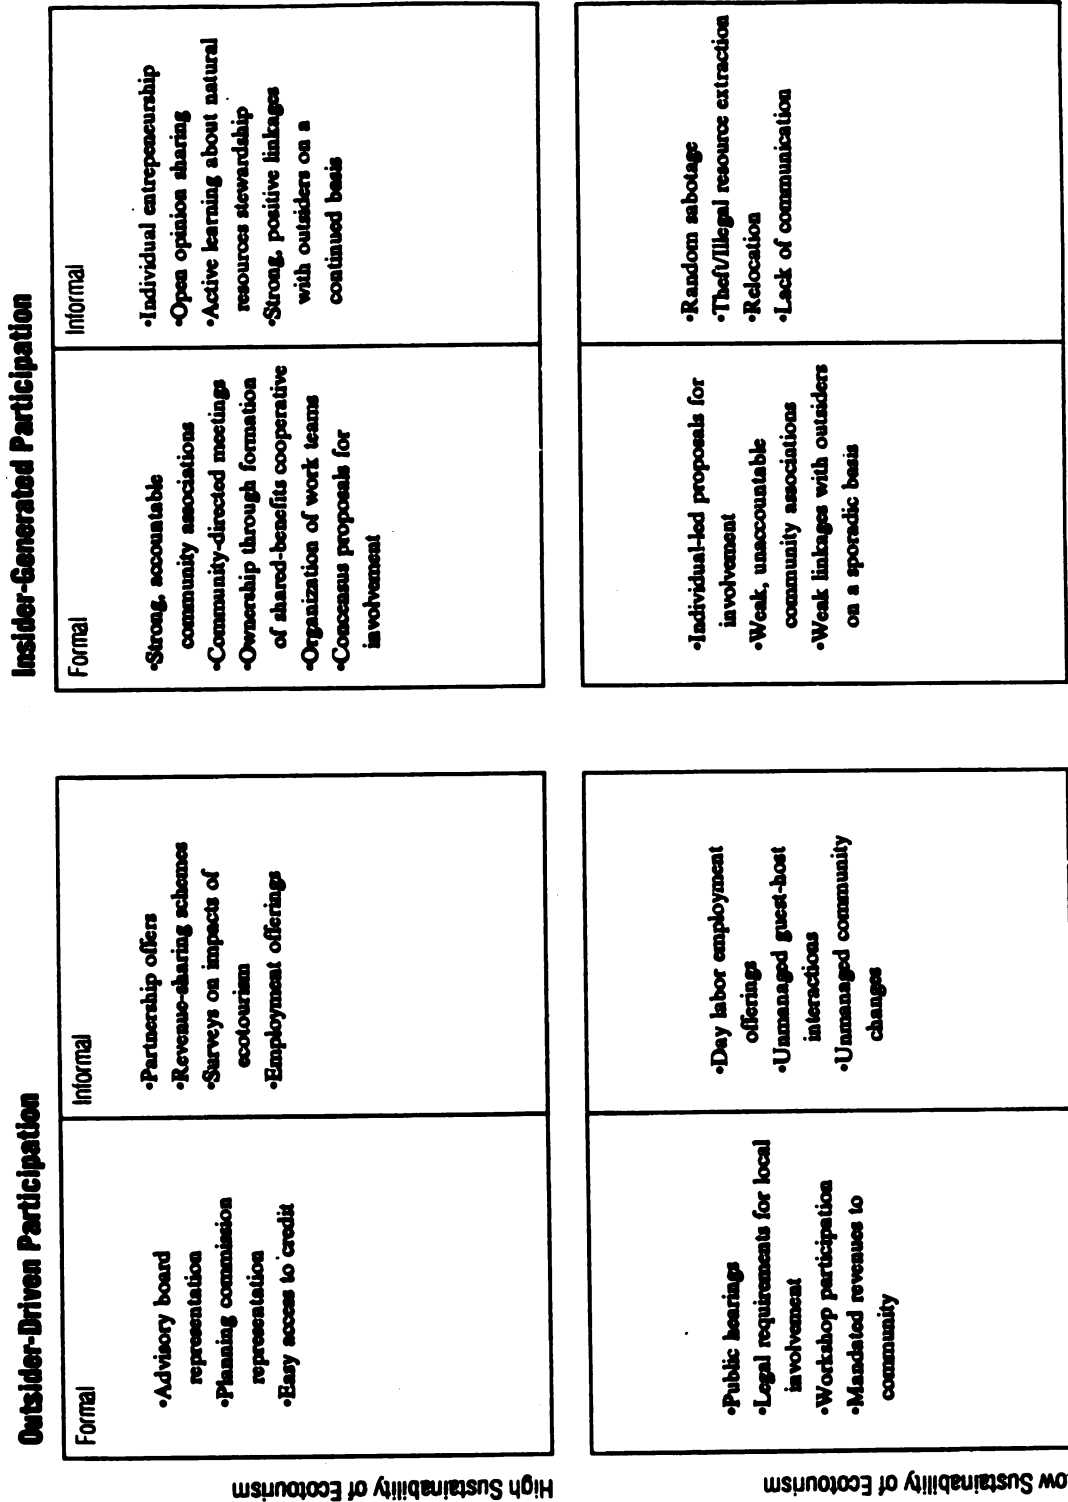 Outsider-Driven Participation
Insider-Generated Participation
High Sustainability of Ecotourism
Formal
•Advisory board
representation
•Planning commission
representation
•Easy access to credit
Informal
•Partnership offers
•Revenue-sharing schemes
•Surveys on impacts of
ecotourism
•Employment offerings
Formal
•Strong, accountable
community associations
•Community-directed meetings
•Ownership through formation
of shared-benefits cooperative
•Organization of work teams
•Concensus proposals for
involvement
Informal
•Individual entrepeneurship
•Open opinion sharing
•Active learning about natural
resources stewardship
•Strong, positive linkages
with outsiders on a
continued basis
ow Sustainability of Ecotourism
•Public hearings
•Legal requirements for local
involvement
•Workshop participation
•Mandated revenues to
community
•Day labor employment
offerings
•Unmanaged guest-host
interactions
•Unmanaged community
changes
•Individual-led proposals for
involvement
•Weak, unaccountable
community associations
•Weak linkages with outsiders
on a sporadic basis
•Random sabotage
•Theft/Illegal resource extraction
•Relocation
•Lack of communication